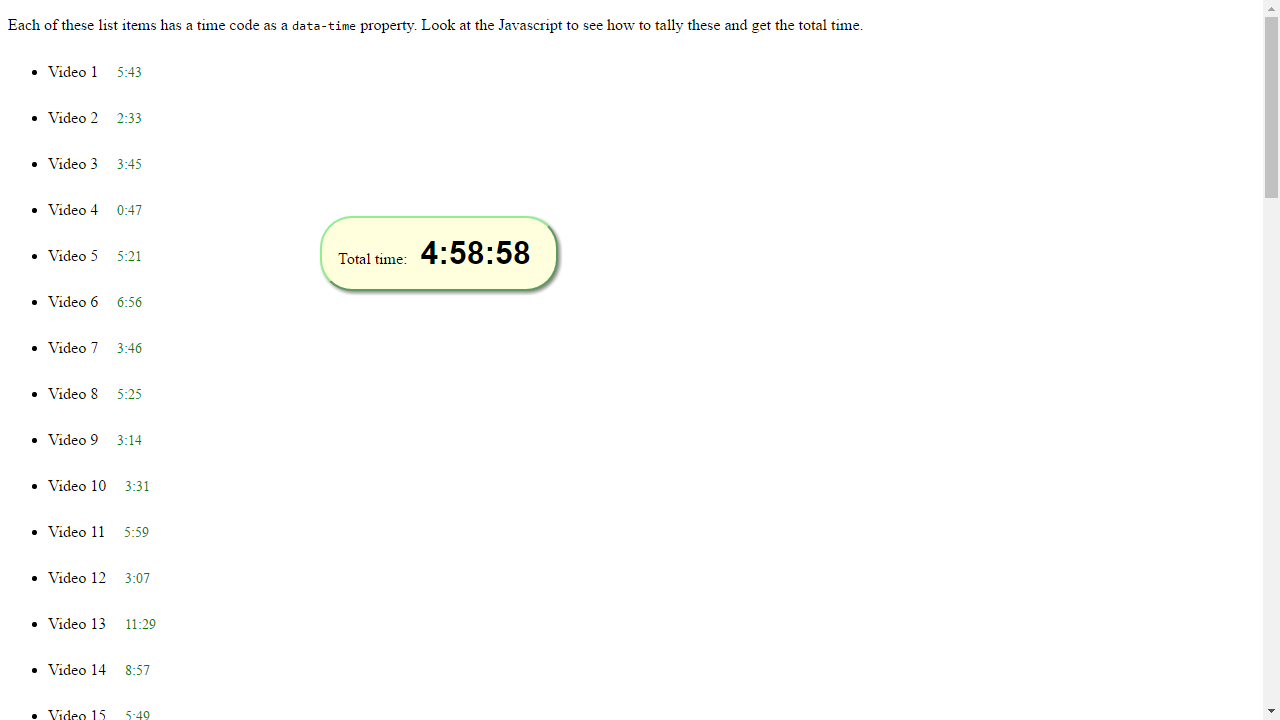 Each of these list items has a time code as a data-time property. Look at the Javascript to see how to tally these and get the total time.
Video 1 5:43
Video 2 2:33
Video 3 3:45
Video 4 0:47
Video 5 5:21
Total time: 4:58:58
Video 6 6:56
Video 7 3:46
Video 8 5:25
Video 9 3:14
Video 10 3:31
Video 11 5:59
Video 12 3:07
Video 13 11:29
Video 14 8:57
Video 15 5:49